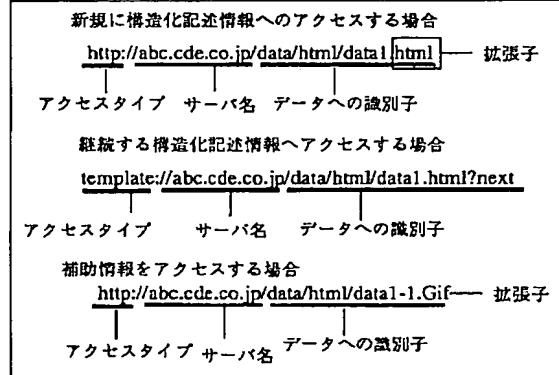 新規に構造化記述情報へのアクセスする場合
http://abc.cde.co.jp/data/html/data1.html 拡張子
アクセスタイプ サーバ名 データへの識別子
継続する構造化記述情報へアクセスする場合
template://abc.cde.co.jp/data/html/data1.html?next
アクセスタイプ サーバ名 データへの識別子
補助情報をアクセスする場合
http://abc.cde.co.jp/data/html/data1-1.Gif 拡張子
アクセスタイプ サーバ名 データへの識別子